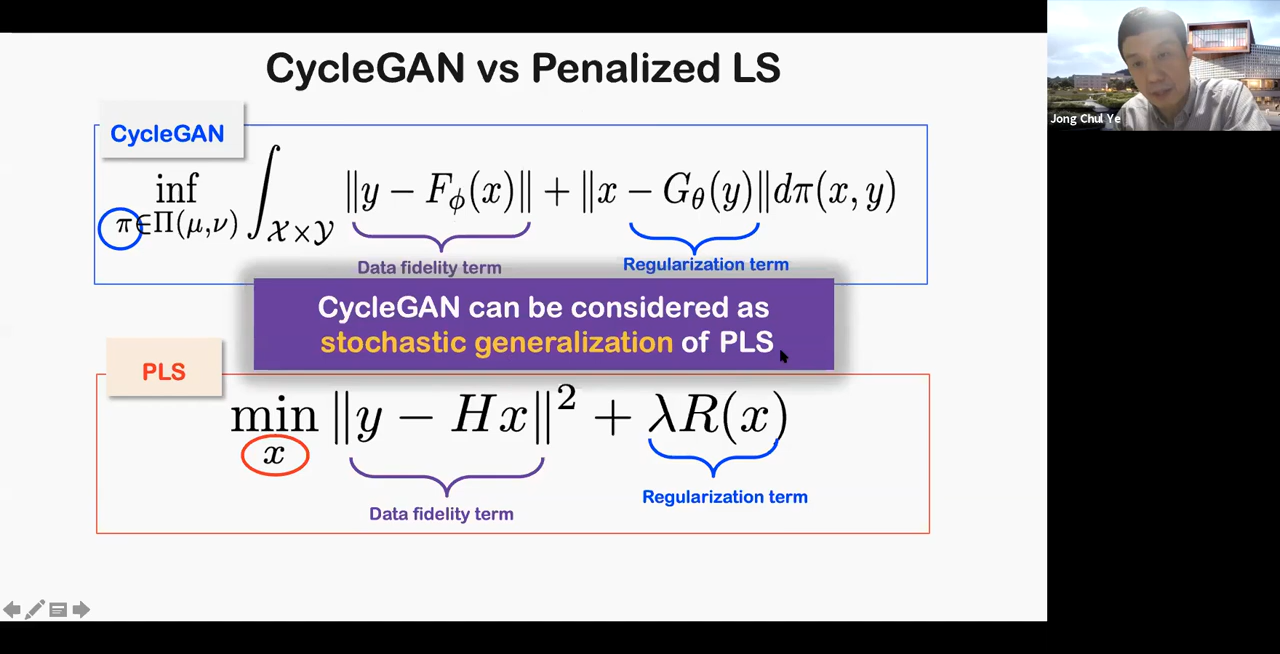 CycleGAN vs Penalized LS
CycleGAN
inf π∈Π(μ,ν) ∫_{𝒳×𝒴} ‖y − F_ϕ(x)‖ + ‖x − G_θ(y)‖dπ(x, y)
Data fidelity term
Regularization term
CycleGAN can be considered as
stochastic generalization of PLS
PLS
min x ‖y − Hx‖² + λR(x)
Data fidelity term
Regularization term
Jong Chul Ye